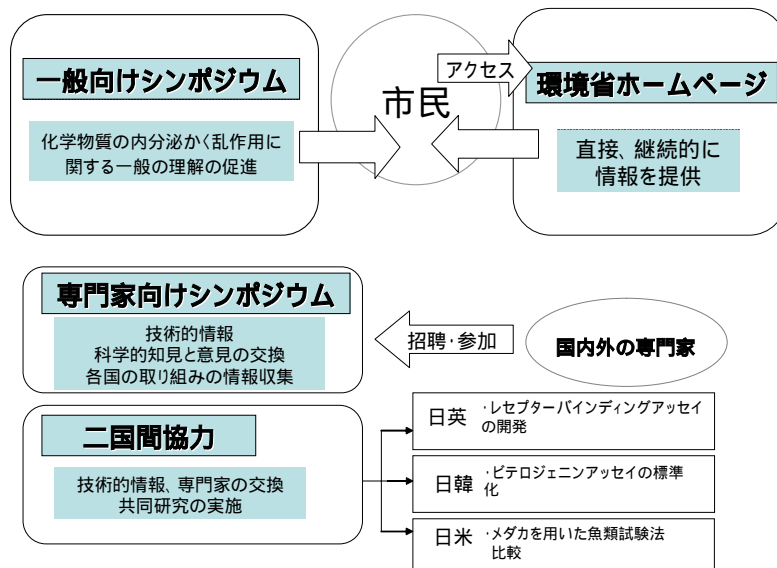 一般向けシンポジウム
化学物質の内分泌かく乱作用に
関する一般の理解の促進
市民
アクセス
環境省ホームページ
直接、継続的に
情報を提供
専門家向けシンポジウム
技術的情報
科学的知見と意見の交換
各国の取り組みの情報収集
招聘・参加
国内外の専門家
二国間協力
技術的情報、専門家の交換
共同研究の実施
日英 ・レセプターバインディングアッセイ
の開発
日韓 ・ビテロジェニンアッセイの標準
化
日米 ・メダカを用いた魚類試験法
比較